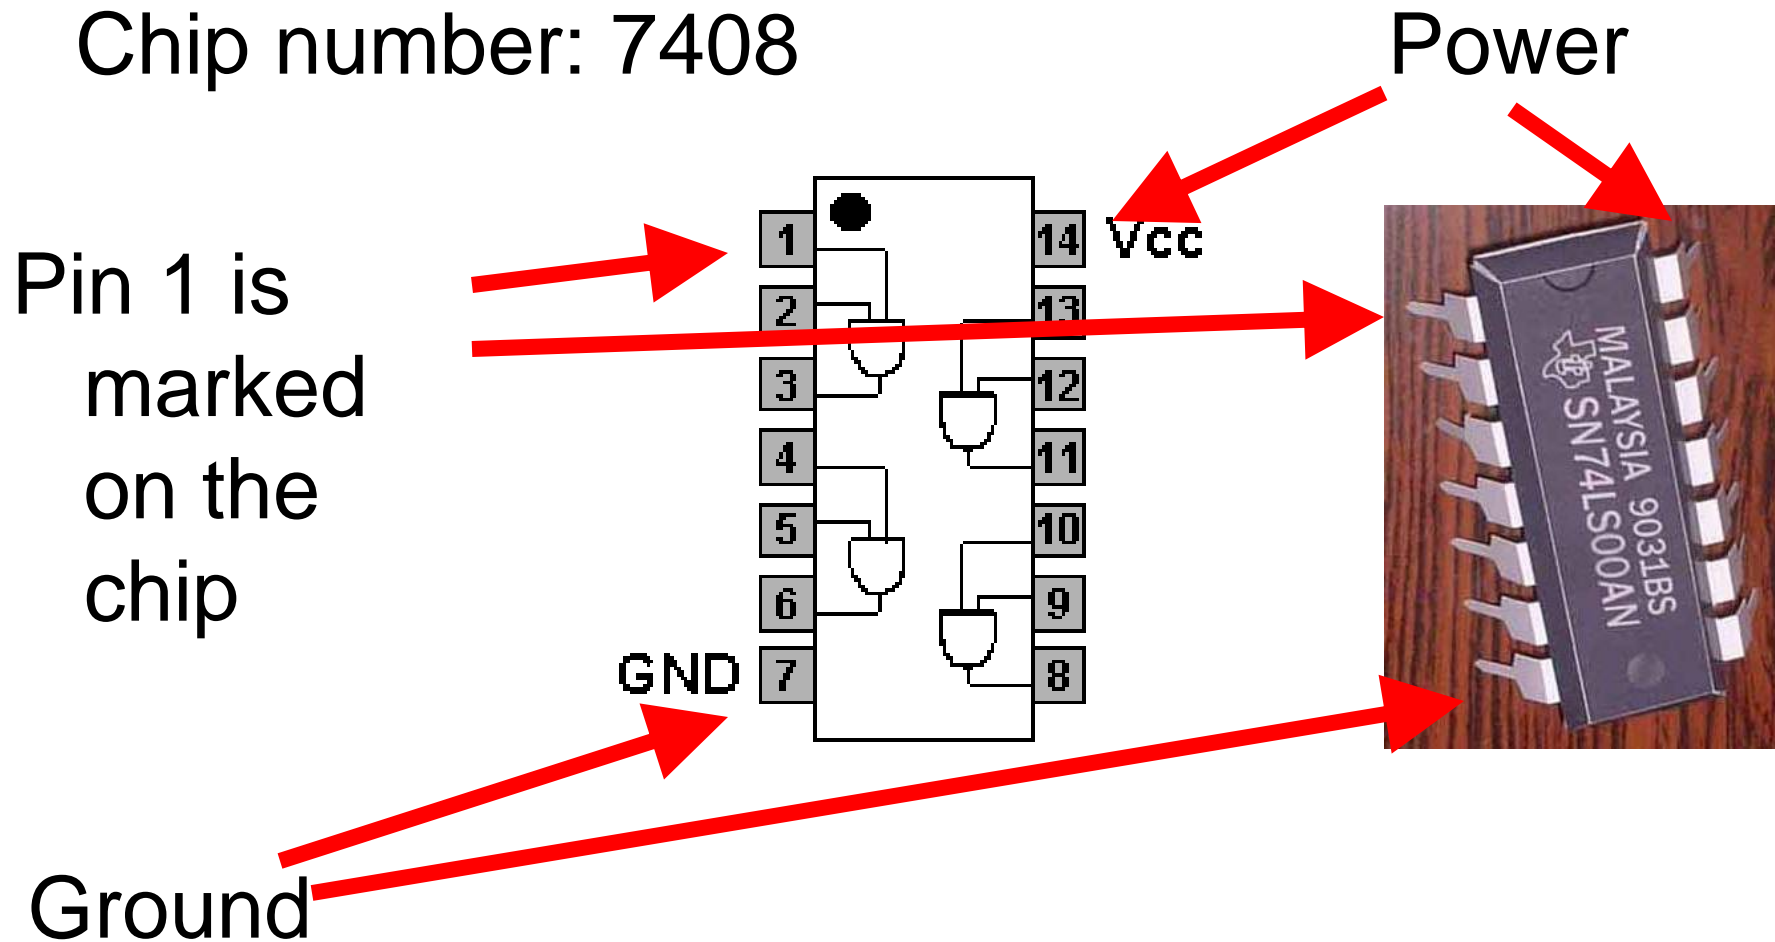 Chip number: 7408
Power
Pin 1 is
marked
on the
chip
1
2
3
4
5
6
GND 7
14 Vcc
13
12
11
10
9
8
MALAYSIA 9031BS
SN74LS00AN
Ground